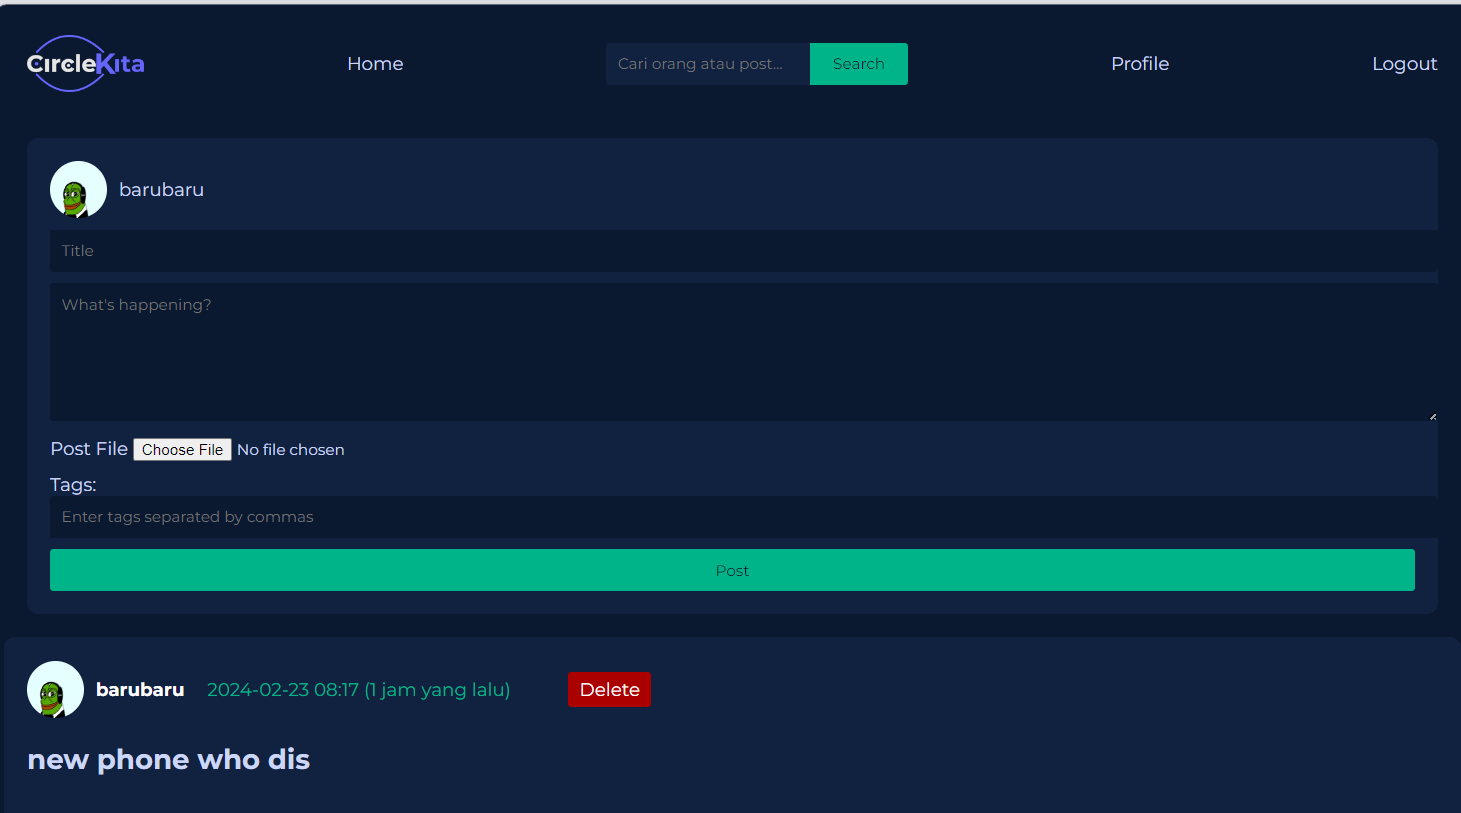 CircleKita
Home
Cari orang atau post...
Search
Profile
Logout
barubaru
Title
What's happening?
Post File Choose File No file chosen
Tags:
Enter tags separated by commas
Post
barubaru 2024-02-23 08:17 (1 jam yang lalu) Delete
new phone who dis